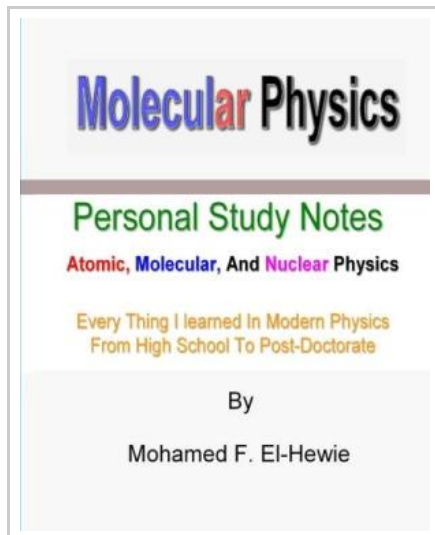 Molecular Physics
Personal Study Notes
Atomic, Molecular, And Nuclear Physics
Every Thing I learned In Modern Physics
From High School To Post-Doctorate
By
Mohamed F. El-Hewie